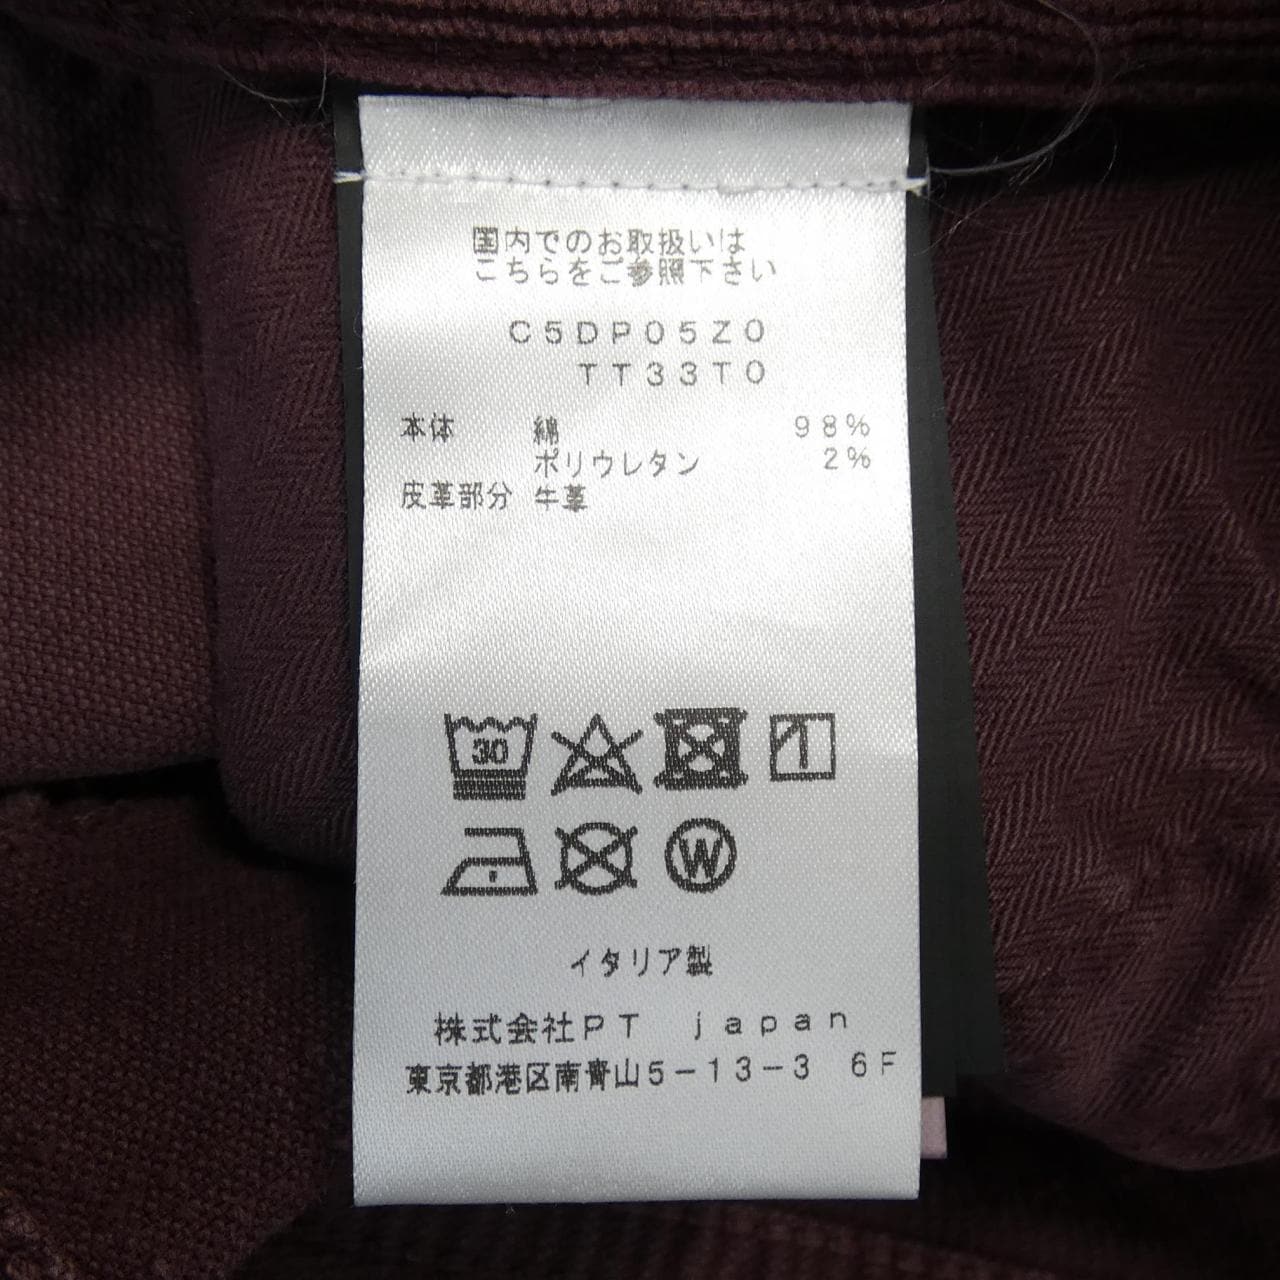 国内でのお取扱いは
こちらをご参照下さい
C5DP05Z0
TT33T0
本体 綿 98%
ポリウレタン 2%
皮革部分 牛革
30
W
イタリア製
株式会社PT japan
東京都港区南青山5-13-3 6F